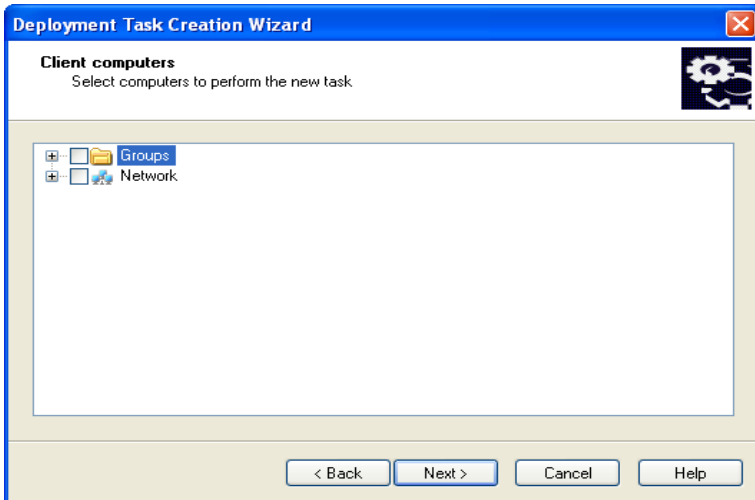 Deployment Task Creation Wizard
Client computers
Select computers to perform the new task
Groups
Network
< Back Next > Cancel Help